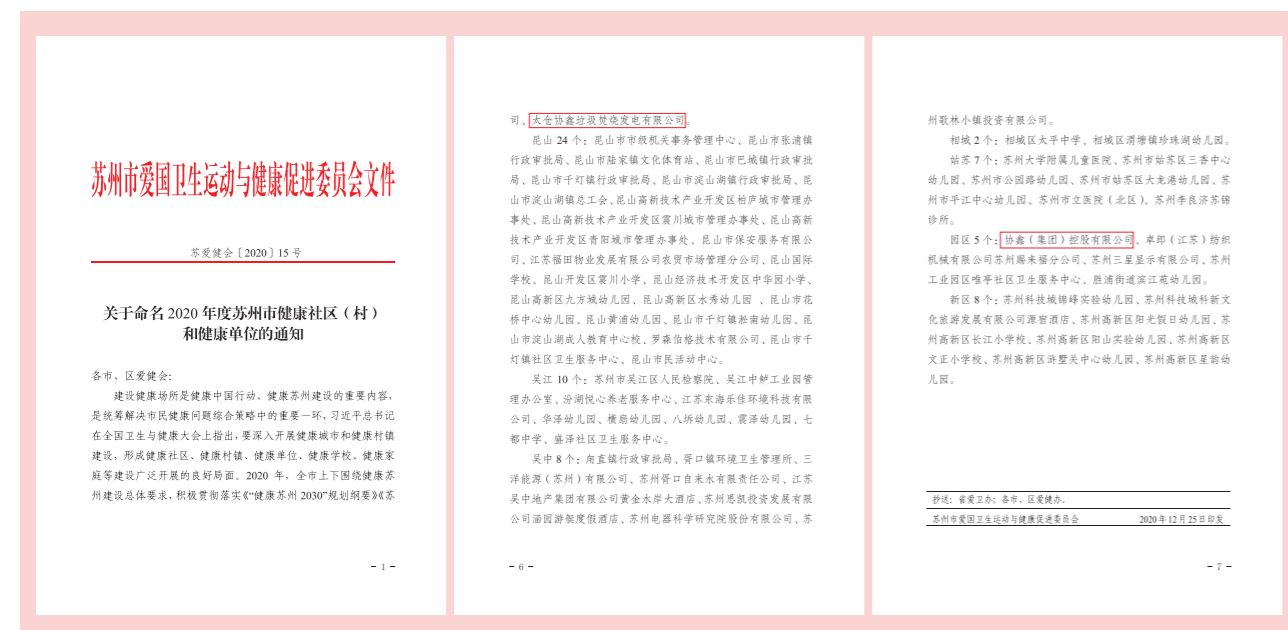 苏州市爱国卫生运动与健康促进委员会文件
苏爱健会〔2020〕15 号
关于命名 2020 年度苏州市健康社区（村）
和健康单位的通知
各市、区爱健会:
建设健康场所是健康中国行动、健康苏州建设的重要内容，
是统筹解决市民健康问题综合策略中的重要一环，习近平总书记
在全国卫生与健康大会上指出，要深入开展健康城市和健康村镇
建设，形成健康社区、健康村镇、健康单位、健康学校、健康家
庭等建设广泛开展的良好局面。2020 年，全市上下围绕健康苏
州建设总体要求，积极贯彻落实《“健康苏州 2030”规划纲要》《苏
－ 1 －
司、太仓协鑫垃圾焚烧发电有限公司。
昆山 24 个：昆山市市级机关事务管理中心、昆山市张浦镇
行政审批局、昆山市陆家镇文化体育站、昆山市巴城镇行政审批
局、昆山市千灯镇行政审批局、昆山市淀山湖镇行政审批局、昆
山市淀山湖镇总工会、昆山高新技术产业开发区柏庐城市管理办
事处、昆山高新技术产业开发区震川城市管理办事处、昆山高新
技术产业开发区青阳城市管理办事处、昆山市保安服务有限公
司、江苏福田物业发展有限公司农贸市场管理分公司、昆山国际
学校、昆山开发区震川小学、昆山经济技术开发区中华园小学、
昆山高新区九方城幼儿园、昆山高新区水秀幼儿园 、昆山市花
桥中心幼儿园、昆山黄浦幼儿园、昆山市千灯镇淞南幼儿园、昆
山市淀山湖成人教育中心校、罗森伯格技术有限公司、昆山市千
灯镇社区卫生服务中心、昆山市民活动中心。
吴江 10 个：苏州市吴江区人民检察院、吴江中鲈工业园管
理办公室、汾湖悦心养老服务中心、江苏东海乐佳环境科技有限
公司、华泽幼儿园、横扇幼儿园、八坼幼儿园、震泽幼儿园、七
都中学、盛泽社区卫生服务中心。
吴中 8 个：甪直镇行政审批局、胥口镇环境卫生管理所、三
洋能源（苏州）有限公司、苏州胥口自来水有限责任公司、江苏
吴中地产集团有限公司黄金水岸大酒店、苏州思凯投资发展有限
公司涵园游艇度假酒店、苏州电器科学研究院股份有限公司、苏
－ 6 －
州歌林小镇投资有限公司。
相城 2 个：相城区太平中学、相城区渭塘镇珍珠湖幼儿园。
姑苏 7 个：苏州大学附属儿童医院、苏州市姑苏区三香中心
幼儿园、苏州市公园路幼儿园、苏州市姑苏区大龙港幼儿园、苏
州市平江中心幼儿园、苏州市立医院（北区）、苏州李良济苏锦
诊所。
园区 5 个：协鑫（集团）控股有限公司、卓郎（江苏）纺织
机械有限公司苏州赐来福分公司、苏州三星显示有限公司、苏州
工业园区唯亭社区卫生服务中心、胜浦街道滨江苑幼儿园。
新区 8 个：苏州科技城锦峰实验幼儿园、苏州科技城科新文
化旅游发展有限公司源宿酒店、苏州高新区阳光假日幼儿园、苏
州高新区长江小学校、苏州高新区阳山实验幼儿园、苏州高新区
文正小学校、苏州高新区浒墅关中心幼儿园、苏州高新区星韵幼
儿园。
抄送：省爱卫办；各市、区爱健办。
苏州市爱国卫生运动与健康促进委员会 2020 年 12 月 25 日印发
－ 7 －